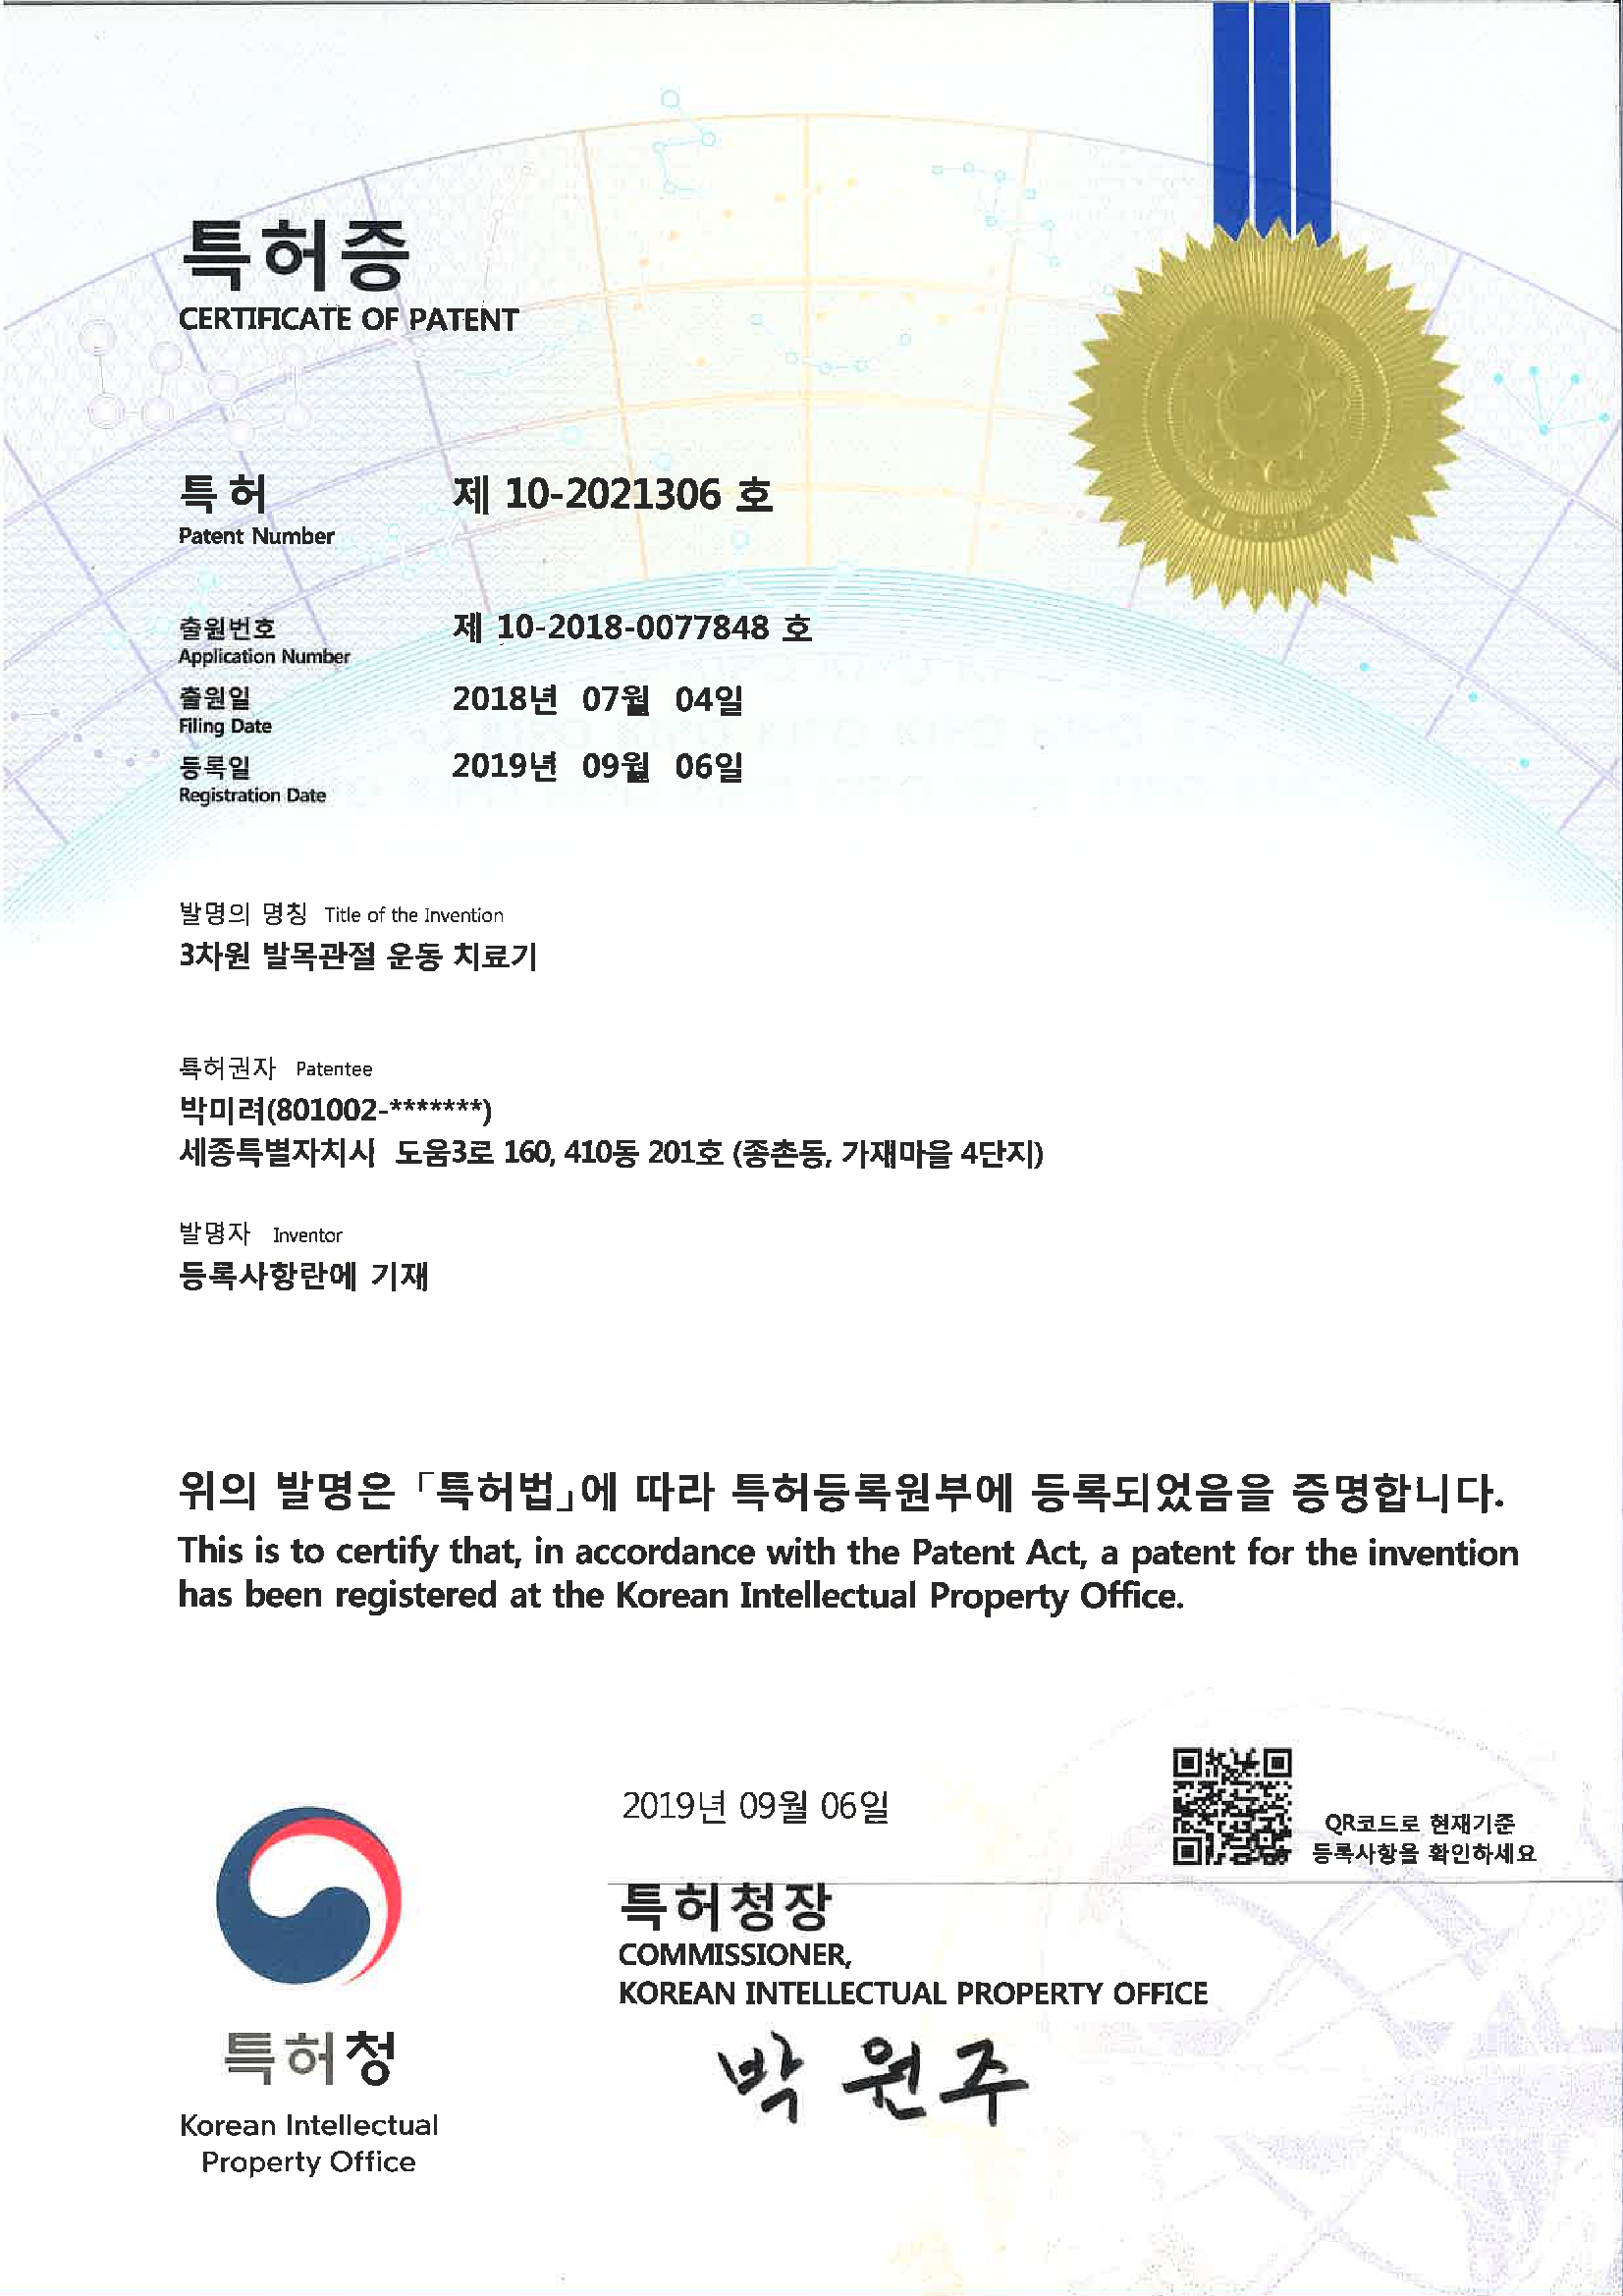 특허증
CERTIFICATE OF PATENT
특허 제 10-2021306 호
Patent Number
출원번호 제 10-2018-0077848 호
Application Number
출원일 2018년 07월 04일
Filing Date
등록일 2019년 09월 06일
Registration Date
발명의 명칭 Title of the Invention
3차원 발목관절 운동 치료기
특허권자 Patentee
박미려(801002-*******)
세종특별자치시 도움3로 160, 410동 201호 (종촌동, 가재마을 4단지)
발명자 Inventor
등록사항란에 기재
위의 발명은 「특허법」에 따라 특허등록원부에 등록되었음을 증명합니다.
This is to certify that, in accordance with the Patent Act, a patent for the invention
has been registered at the Korean Intellectual Property Office.
2019년 09월 06일
QR코드로 현재기준
등록사항을 확인하세요
특허청장
COMMISSIONER,
KOREAN INTELLECTUAL PROPERTY OFFICE
박원주
특허청
Korean Intellectual
Property Office